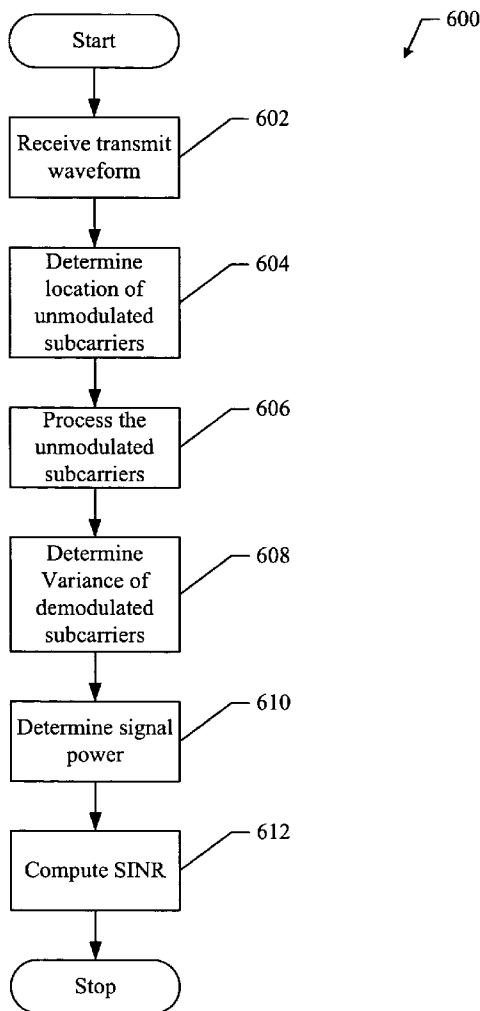 Start
600
Receive transmit
waveform
602
Determine
location of
unmodulated
subcarriers
604
Process the
unmodulated
subcarriers
606
Determine
Variance of
demodulated
subcarriers
608
Determine signal
power
610
Compute SINR
612
Stop